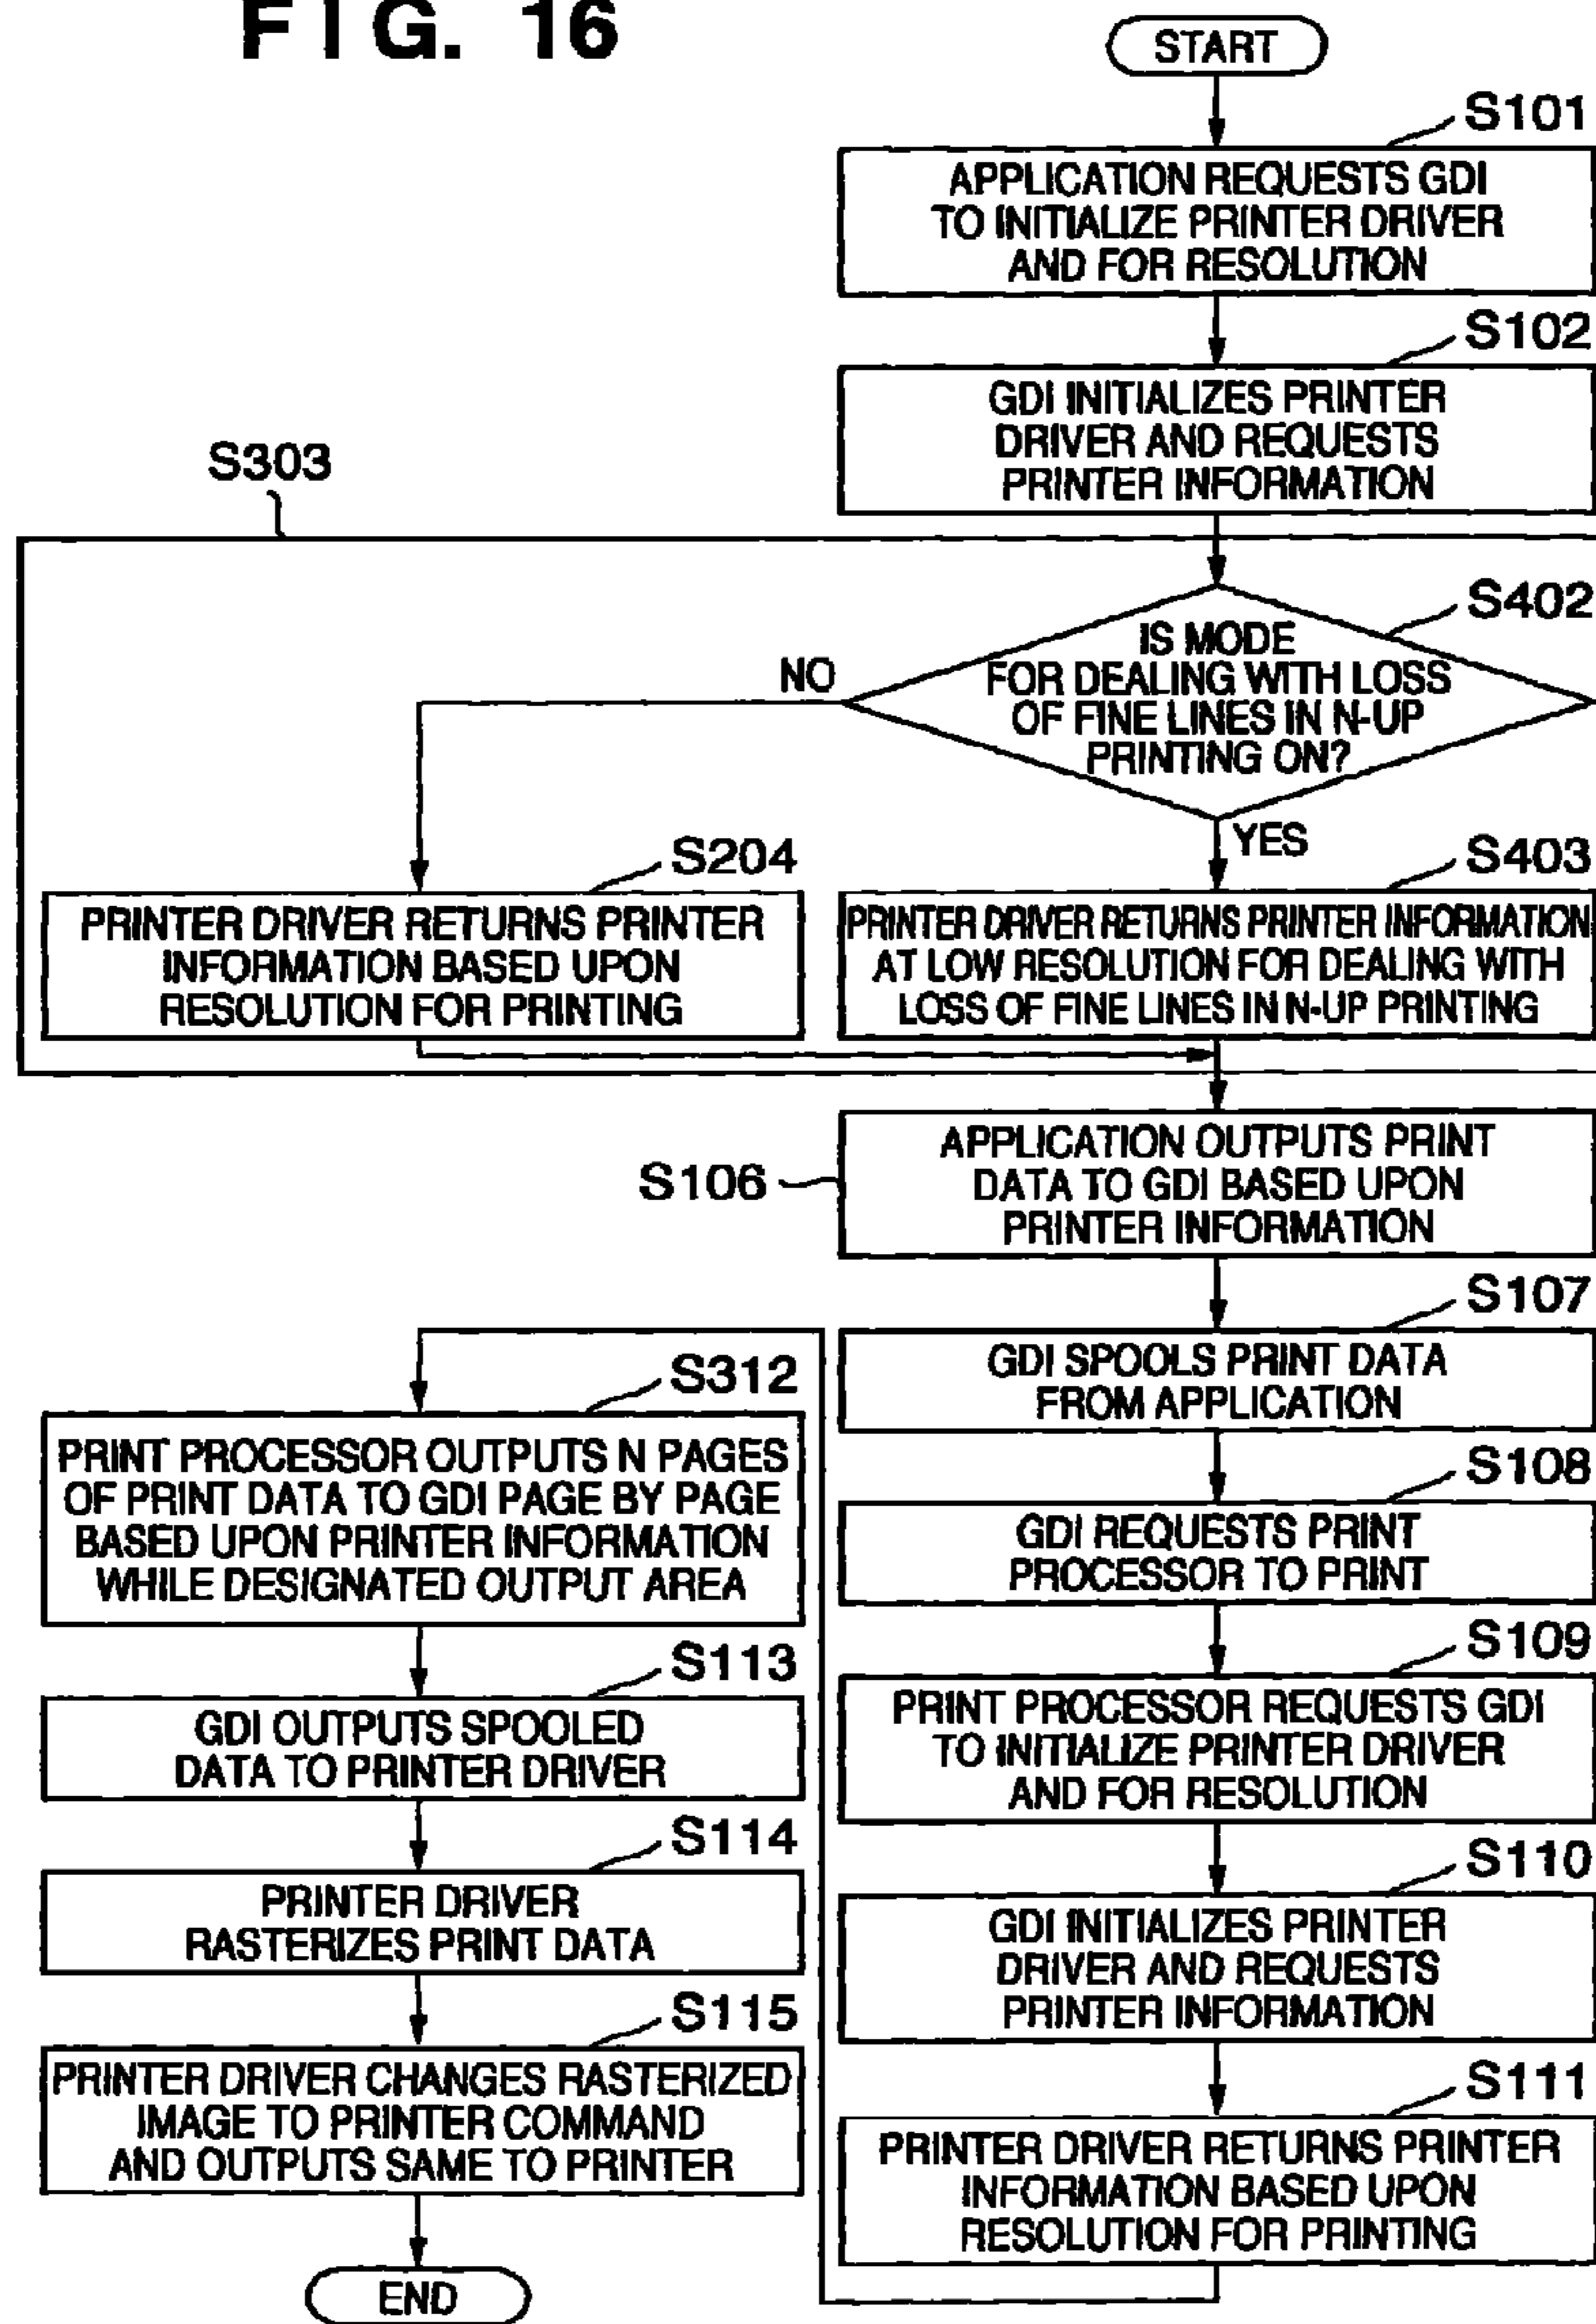 FIG. 16
START
S101
APPLICATION REQUESTS GDI
TO INITIALIZE PRINTER DRIVER
AND FOR RESOLUTION
S102
GDI INITIALIZES PRINTER
DRIVER AND REQUESTS
PRINTER INFORMATION
S303
S402
IS MODE
FOR DEALING WITH LOSS
OF FINE LINES IN N-UP
PRINTING ON?
NO
YES
S204
PRINTER DRIVER RETURNS PRINTER
INFORMATION BASED UPON
RESOLUTION FOR PRINTING
S403
PRINTER DRIVER RETURNS PRINTER INFORMATION
AT LOW RESOLUTION FOR DEALING WITH
LOSS OF FINE LINES IN N-UP PRINTING
S106
APPLICATION OUTPUTS PRINT
DATA TO GDI BASED UPON
PRINTER INFORMATION
S107
GDI SPOOLS PRINT DATA
FROM APPLICATION
S108
GDI REQUESTS PRINT
PROCESSOR TO PRINT
S109
PRINT PROCESSOR REQUESTS GDI
TO INITIALIZE PRINTER DRIVER
AND FOR RESOLUTION
S110
GDI INITIALIZES PRINTER
DRIVER AND REQUESTS
PRINTER INFORMATION
S111
PRINTER DRIVER RETURNS PRINTER
INFORMATION BASED UPON
RESOLUTION FOR PRINTING
S312
PRINT PROCESSOR OUTPUTS N PAGES
OF PRINT DATA TO GDI PAGE BY PAGE
BASED UPON PRINTER INFORMATION
WHILE DESIGNATED OUTPUT AREA
S113
GDI OUTPUTS SPOOLED
DATA TO PRINTER DRIVER
S114
PRINTER DRIVER
RASTERIZES PRINT DATA
S115
PRINTER DRIVER CHANGES RASTERIZED
IMAGE TO PRINTER COMMAND
AND OUTPUTS SAME TO PRINTER
END